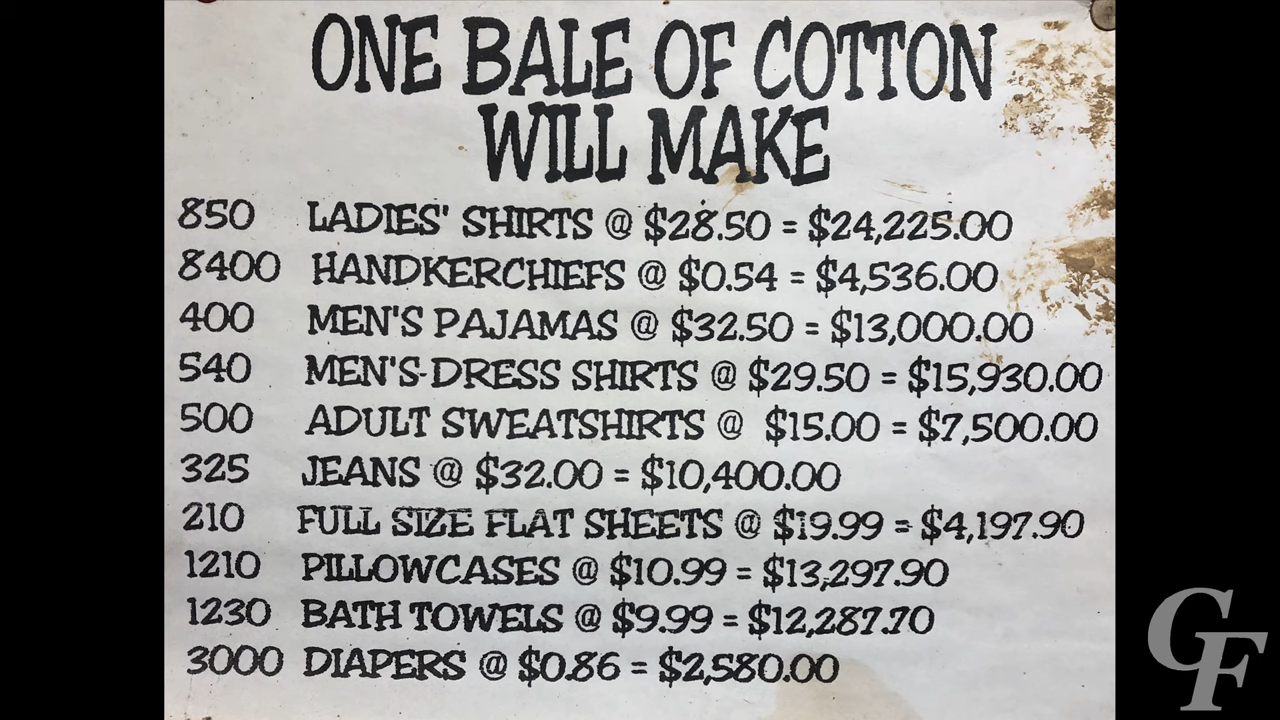 ONE BALE OF COTTON
WILL MAKE
850 LADIES' SHIRTS @ $28.50 = $24,225.00
8400 HANDKERCHIEFS @ $0.54 = $4,536.00
400 MEN'S PAJAMAS @ $32.50 = $13,000.00
540 MEN'S DRESS SHIRTS @ $29.50 = $15,930.00
500 ADULT SWEATSHIRTS @ $15.00 = $7,500.00
325 JEANS @ $32.00 = $10,400.00
210 FULL SIZE FLAT SHEETS @ $19.99 = $4,197.90
1210 PILLOWCASES @ $10.99 = $13,297.90
1230 BATH TOWELS @ $9.99 = $12,287.70
3000 DIAPERS @ $0.86 = $2,580.00
GF